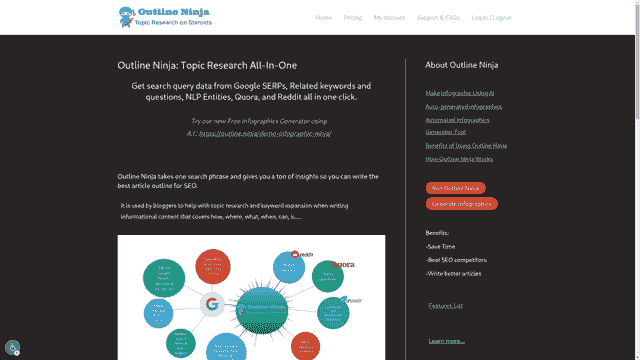 Outline Ninja
Topic Research on Steroids
Home Pricing My Account Support & FAQs Log In / Logout
Outline Ninja: Topic Research All-In-One
Get search query data from Google SERPs, Related keywords and
questions, NLP Entities, Quora, and Reddit all in one click.
Try our new Free Infographics Generator using
A.I.: https://outline.ninja/demo-infographic-ninja/
Outline Ninja takes one search phrase and gives you a ton of insights so you can write the
best article outline for SEO.
It is used by bloggers to help with topic research and keyword expansion when writing
informational content that covers how, where, what, when, can, is.....
reddit
Quora
G
About Outline Ninja
Make Infographic Using AI
Auto-generated infographics
Automated Infographics
Generator Tool
Benefits of Using Outline Ninja
How Outline Ninja Works
Run Outline Ninja
Generate Infographics
Benefits:
-Save Time
-Beat SEO competitors
-Write better articles
Features List
Learn more...